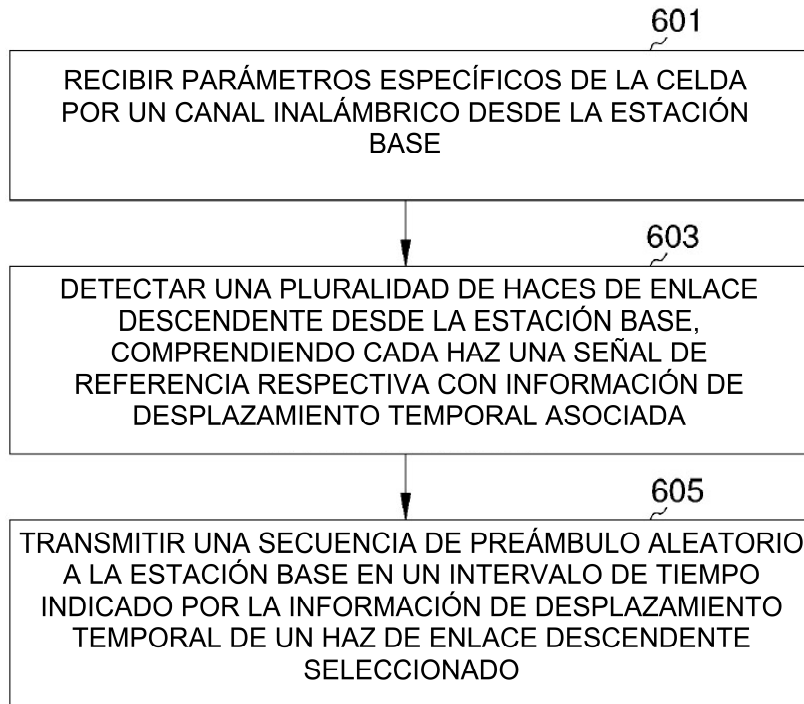 601
RECIBIR PARÁMETROS ESPECÍFICOS DE LA CELDA
POR UN CANAL INALÁMBRICO DESDE LA ESTACIÓN
BASE
603
DETECTAR UNA PLURALIDAD DE HACES DE ENLACE
DESCENDENTE DESDE LA ESTACIÓN BASE,
COMPRENDIENDO CADA HAZ UNA SEÑAL DE
REFERENCIA RESPECTIVA CON INFORMACIÓN DE
DESPLAZAMIENTO TEMPORAL ASOCIADA
605
TRANSMITIR UNA SECUENCIA DE PREÁMBULO ALEATORIO
A LA ESTACIÓN BASE EN UN INTERVALO DE TIEMPO
INDICADO POR LA INFORMACIÓN DE DESPLAZAMIENTO
TEMPORAL DE UN HAZ DE ENLACE DESCENDENTE
SELECCIONADO